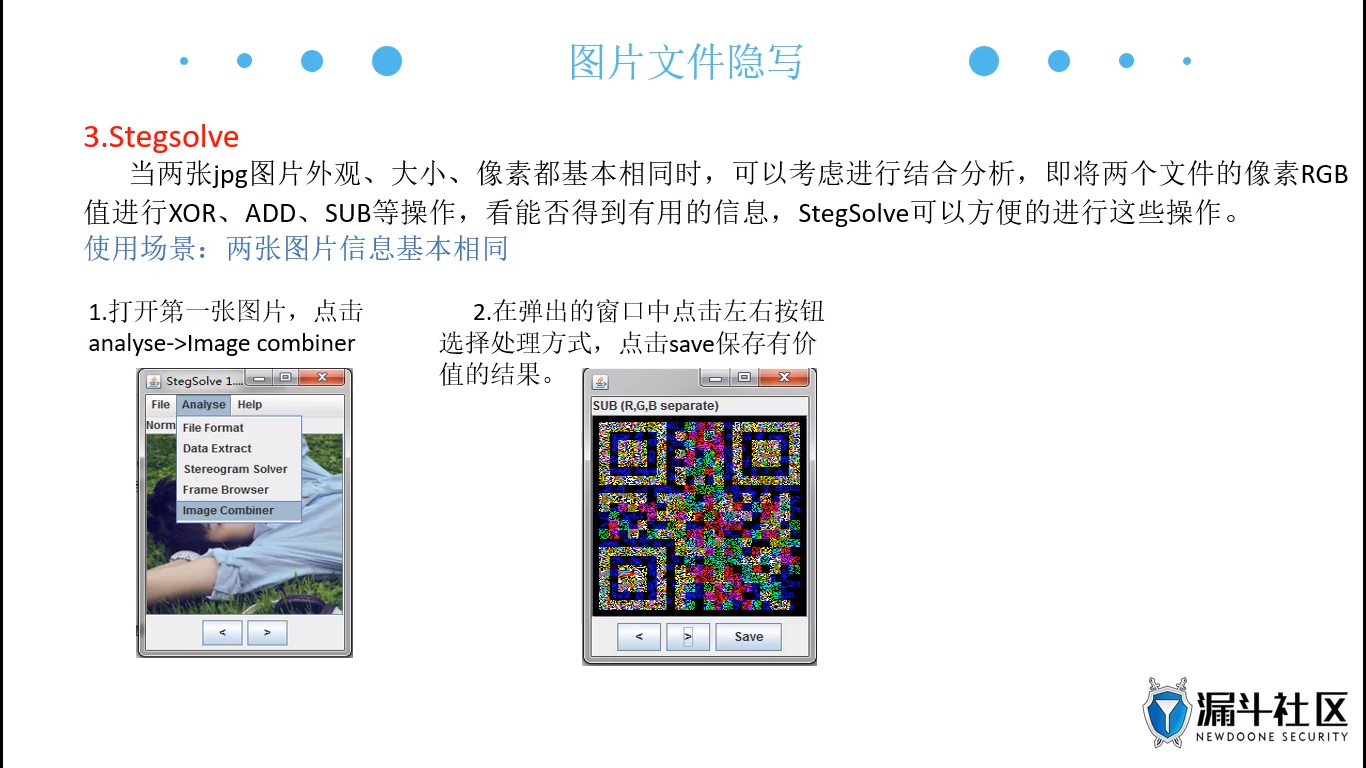 图片文件隐写
3.Stegsolve
当两张jpg图片外观、大小、像素都基本相同时，可以考虑进行结合分析，即将两个文件的像素RGB
值进行XOR、ADD、SUB等操作，看能否得到有用的信息，StegSolve可以方便的进行这些操作。
使用场景：两张图片信息基本相同
1.打开第一张图片，点击
analyse->Image combiner
2.在弹出的窗口中点击左右按钮
选择处理方式，点击save保存有价
值的结果。
StegSolve 1....
File Analyse Help
Norm
File Format
Data Extract
Stereogram Solver
Frame Browser
Image Combiner
< >
SUB (R,G,B separate)
< > Save
漏斗社区
NEWDOONE SECURITY